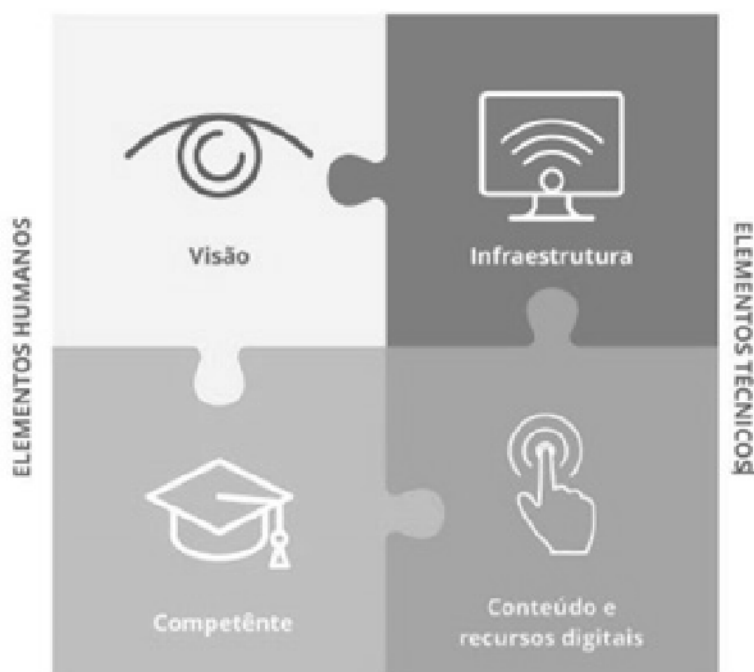 ELEMENTOS HUMANOS
Visão
Infraestrutura
ELEMENTOS TÉCNICOS
Competênte
Conteúdo e
recursos digitais